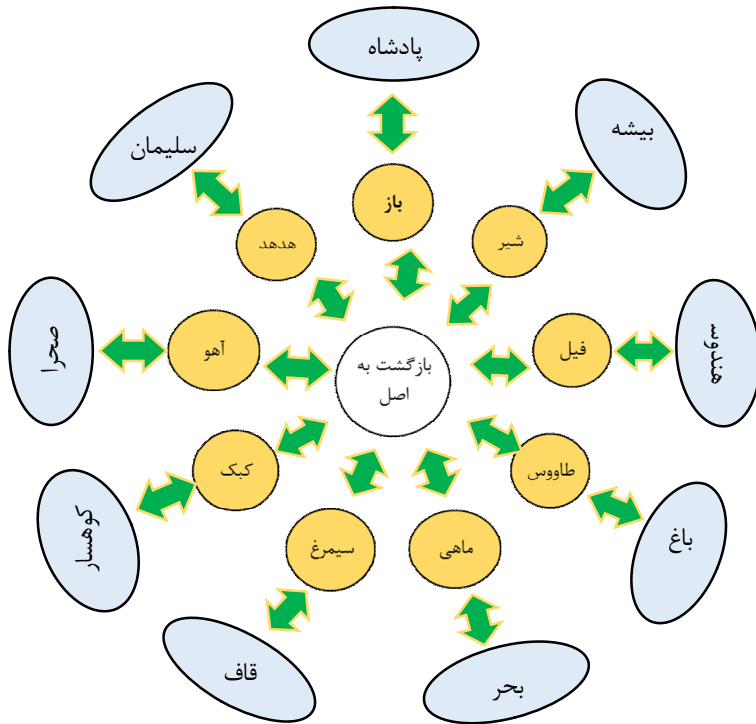 پادشاه
بیشه
سلیمان
باز
شیر
هدهد
صحرا
آهو
بازگشت به
اصل
فیل
هندوس
کبک
طاووس
کوهسار
باغ
سیمرغ
ماهی
قاف
بحر